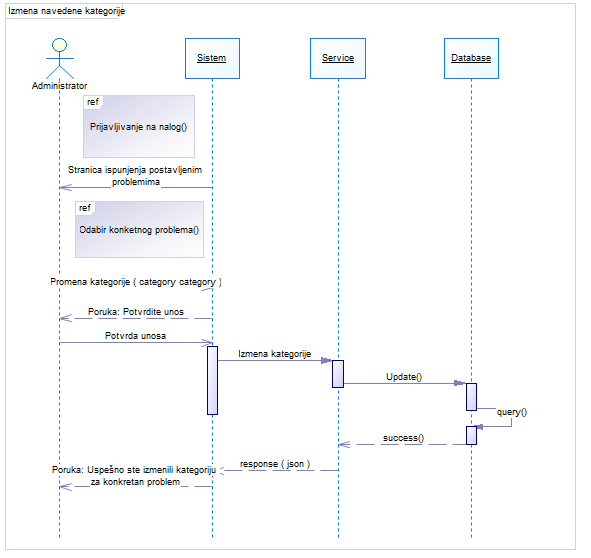 Izmena navedene kategorije
Administrator
Sistem
Service
Database
ref
Prijavljivanje na nalog()
Stranica ispunjenja postavljenim
problemima
ref
Odabir konketnog problema()
Promena kategorije ( category category )
Poruka: Potvrdite unos
Potvrda unosa
Izmena kategorije
Update()
query()
success()
response ( json )
Poruka: Uspešno ste izmenili kategoriju
za konkretan problem